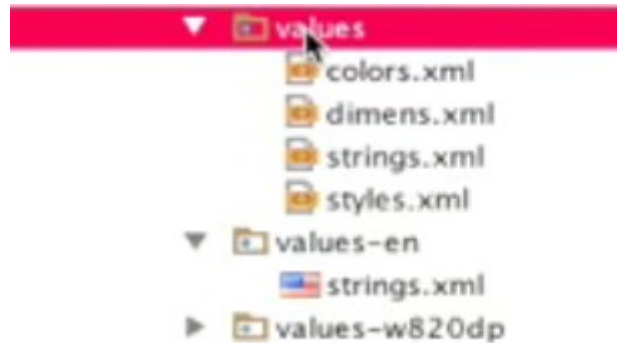 values
colors.xml
dimens.xml
strings.xml
styles.xml
values-en
strings.xml
values-w820dp